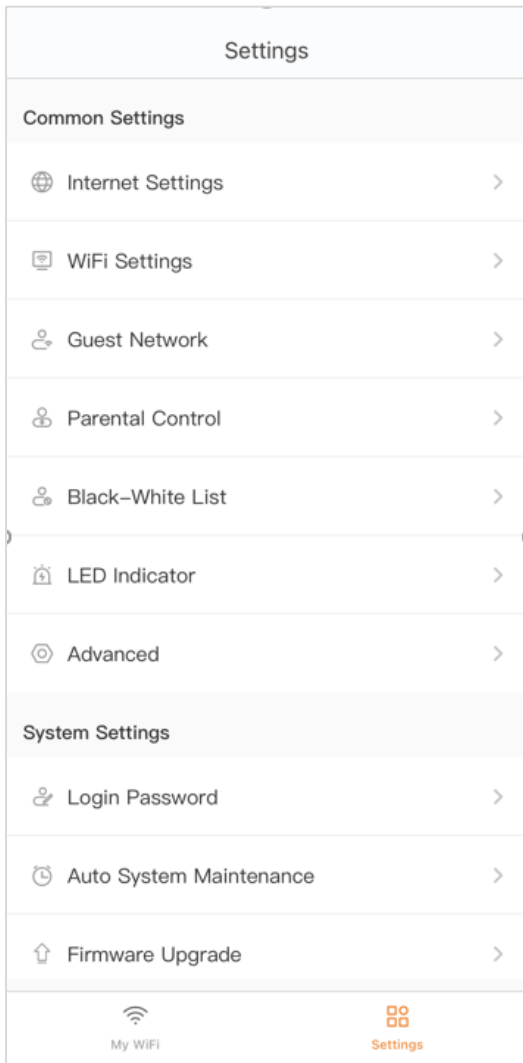 Settings
Common Settings
Internet Settings
WiFi Settings
Guest Network
Parental Control
Black-White List
LED Indicator
Advanced
System Settings
Login Password
Auto System Maintenance
Firmware Upgrade
My WiFi
Settings